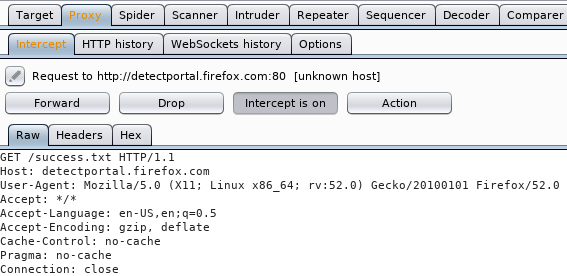 Target Proxy Spider Scanner Intruder Repeater Sequencer Decoder Comparer
Intercept HTTP history WebSockets history Options
Request to http://detectportal.firefox.com:80 [unknown host]
Forward Drop Intercept is on Action
Raw Headers Hex
GET /success.txt HTTP/1.1
Host: detectportal.firefox.com
User-Agent: Mozilla/5.0 (X11; Linux x86_64; rv:52.0) Gecko/20100101 Firefox/52.0
Accept: */*
Accept-Language: en-US,en;q=0.5
Accept-Encoding: gzip, deflate
Cache-Control: no-cache
Pragma: no-cache
Connection: close